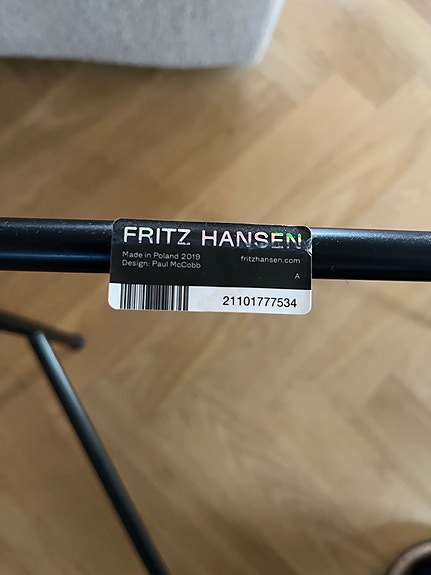 FRITZ HANSEN
Made in Poland 2019
fritzhansen.com
Design: Paul McCobb
A
21101777534